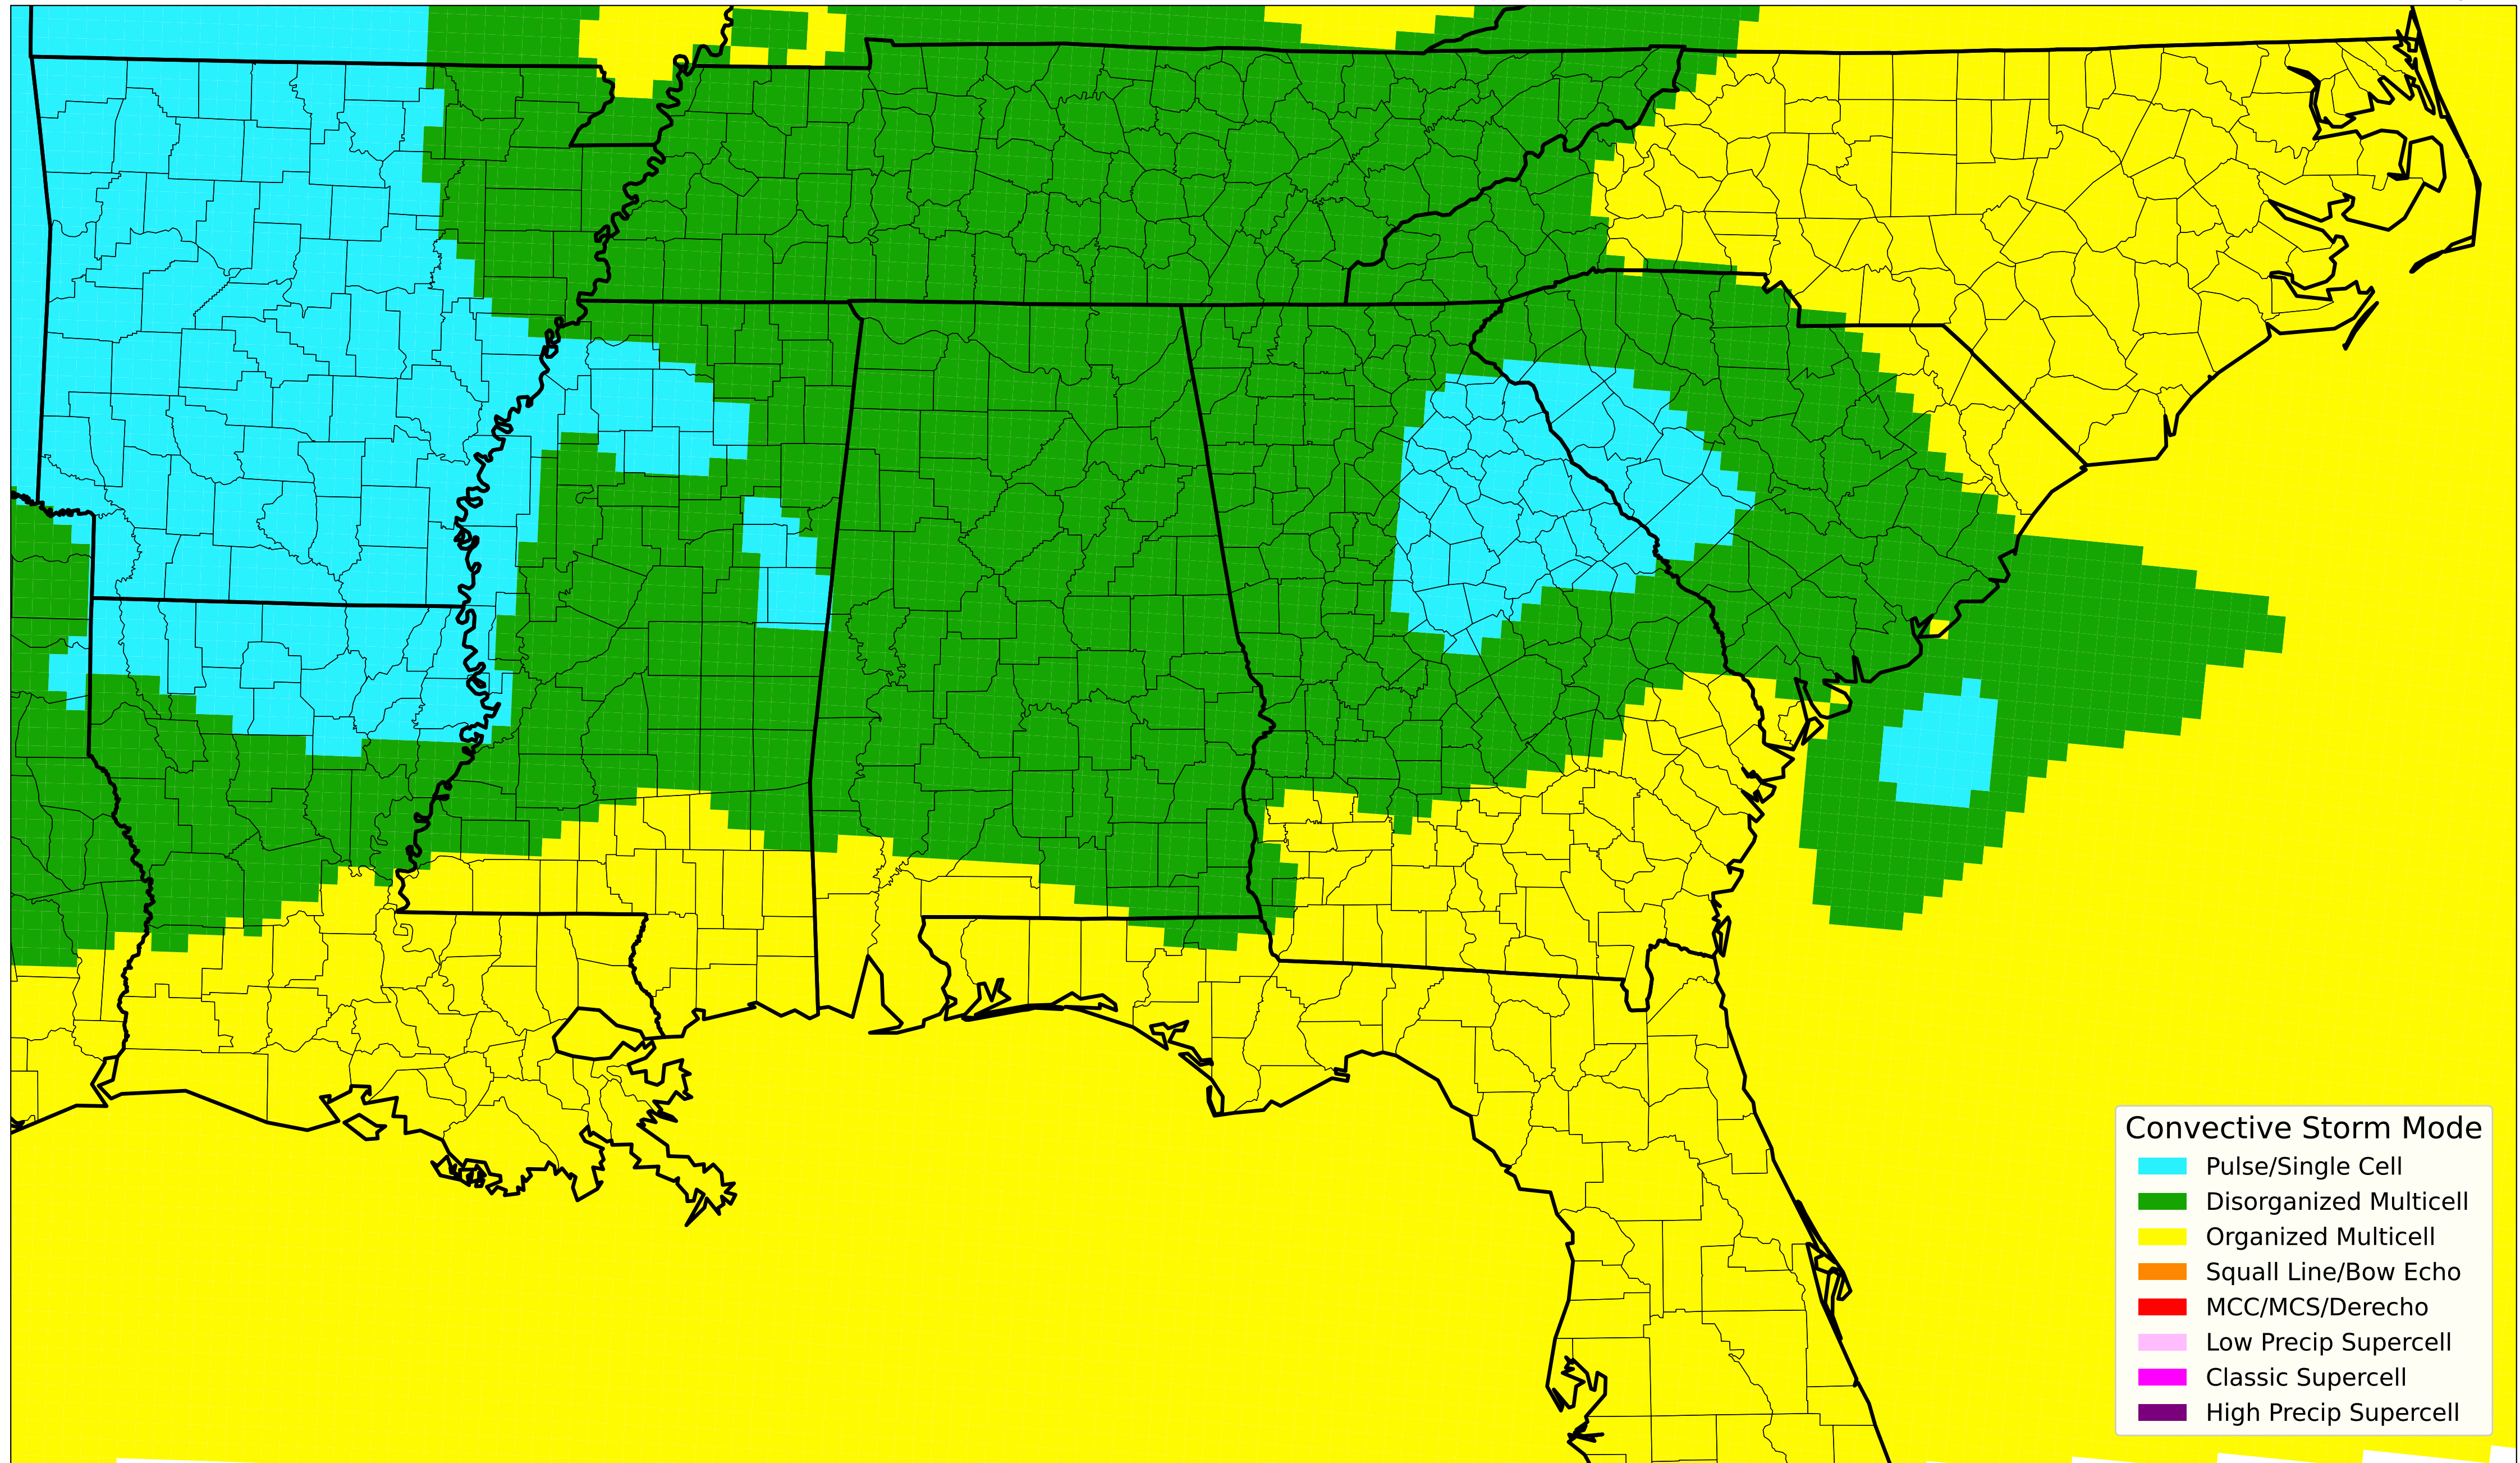 Convective Storm Mode
Pulse/Single Cell
Disorganized Multicell
Organized Multicell
Squall Line/Bow Echo
MCC/MCS/Derecho
Low Precip Supercell
Classic Supercell
High Precip Supercell